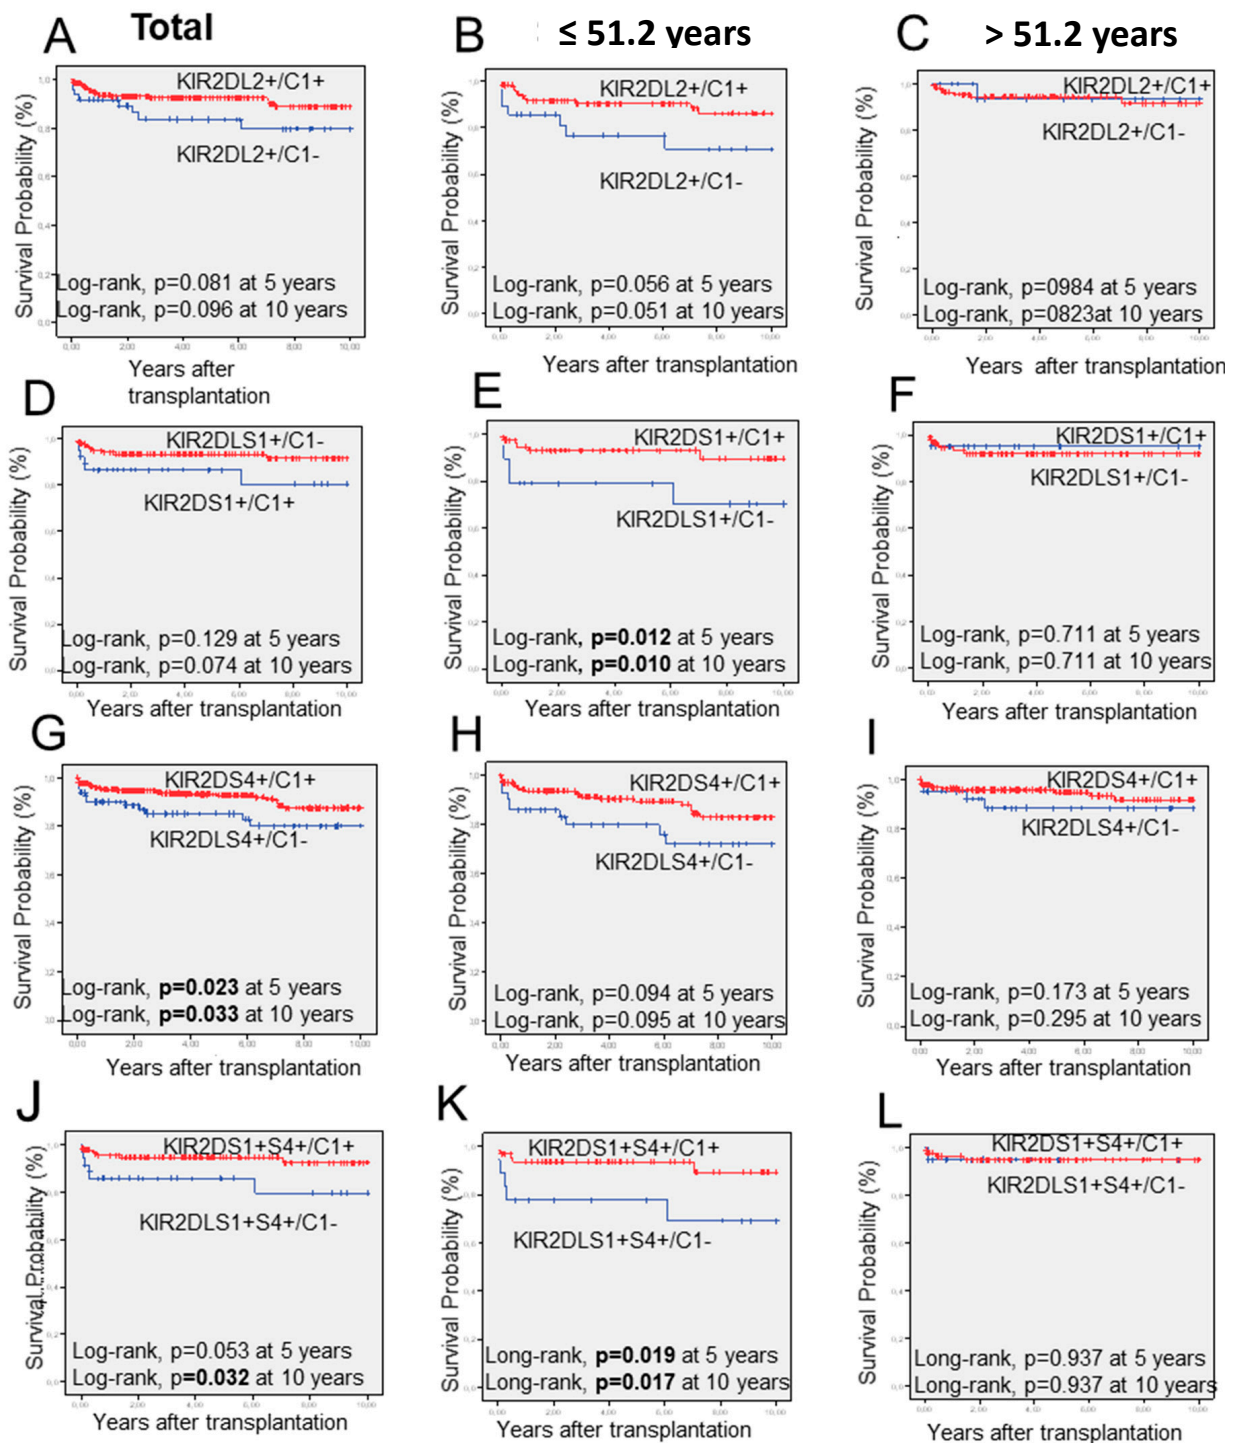 A Total
B ≤ 51.2 years
C > 51.2 years
KIR2DL2+/C1+
KIR2DL2+/C1-
Log-rank, p=0.081 at 5 years
Log-rank, p=0.096 at 10 years
Survival Probability (%)
Years after
transplantation
KIR2DL2+/C1+
KIR2DL2+/C1-
Log-rank, p=0.056 at 5 years
Log-rank, p=0.051 at 10 years
Survival Probability (%)
Years after transplantation
KIR2DL2+/C1+
KIR2DL2+/C1-
Log-rank, p=0984 at 5 years
Log-rank, p=0823at 10 years
Survival Probability (%)
Years after transplantation
D
KIR2DLS1+/C1-
KIR2DS1+/C1+
Log-rank, p=0.129 at 5 years
Log-rank, p=0.074 at 10 years
Survival Probability (%)
Years after transplantation
E
KIR2DS1+/C1+
KIR2DLS1+/C1-
Log-rank, p=0.012 at 5 years
Log-rank, p=0.010 at 10 years
Survival Probability (%)
Years after transplantation
F
KIR2DS1+/C1+
KIR2DLS1+/C1-
Log-rank, p=0.711 at 5 years
Log-rank, p=0.711 at 10 years
Survival Probability (%)
Years after transplantation
G
KIR2DS4+/C1+
KIR2DLS4+/C1-
Log-rank, p=0.023 at 5 years
Log-rank, p=0.033 at 10 years
Survival Probability (%)
Years after transplantation
H
KIR2DS4+/C1+
KIR2DLS4+/C1-
Log-rank, p=0.094 at 5 years
Log-rank, p=0.095 at 10 years
Survival Probability (%)
Years after transplantation
I
KIR2DS4+/C1+
KIR2DLS4+/C1-
Log-rank, p=0.173 at 5 years
Log-rank, p=0.295 at 10 years
Survival Probability (%)
Years after transplantation
J
KIR2DS1+S4+/C1+
KIR2DLS1+S4+/C1-
Log-rank, p=0.053 at 5 years
Log-rank, p=0.032 at 10 years
Survival Probability (%)
Years after transplantation
K
KIR2DS1+S4+/C1+
KIR2DLS1+S4+/C1-
Long-rank, p=0.019 at 5 years
Long-rank, p=0.017 at 10 years
Survival Probability (%)
Years after transplantation
L
KIR2DS1+S4+/C1+
KIR2DLS1+S4+/C1-
Long-rank, p=0.937 at 5 years
Long-rank, p=0.937 at 10 years
Survival Probability (%)
Years after transplantation